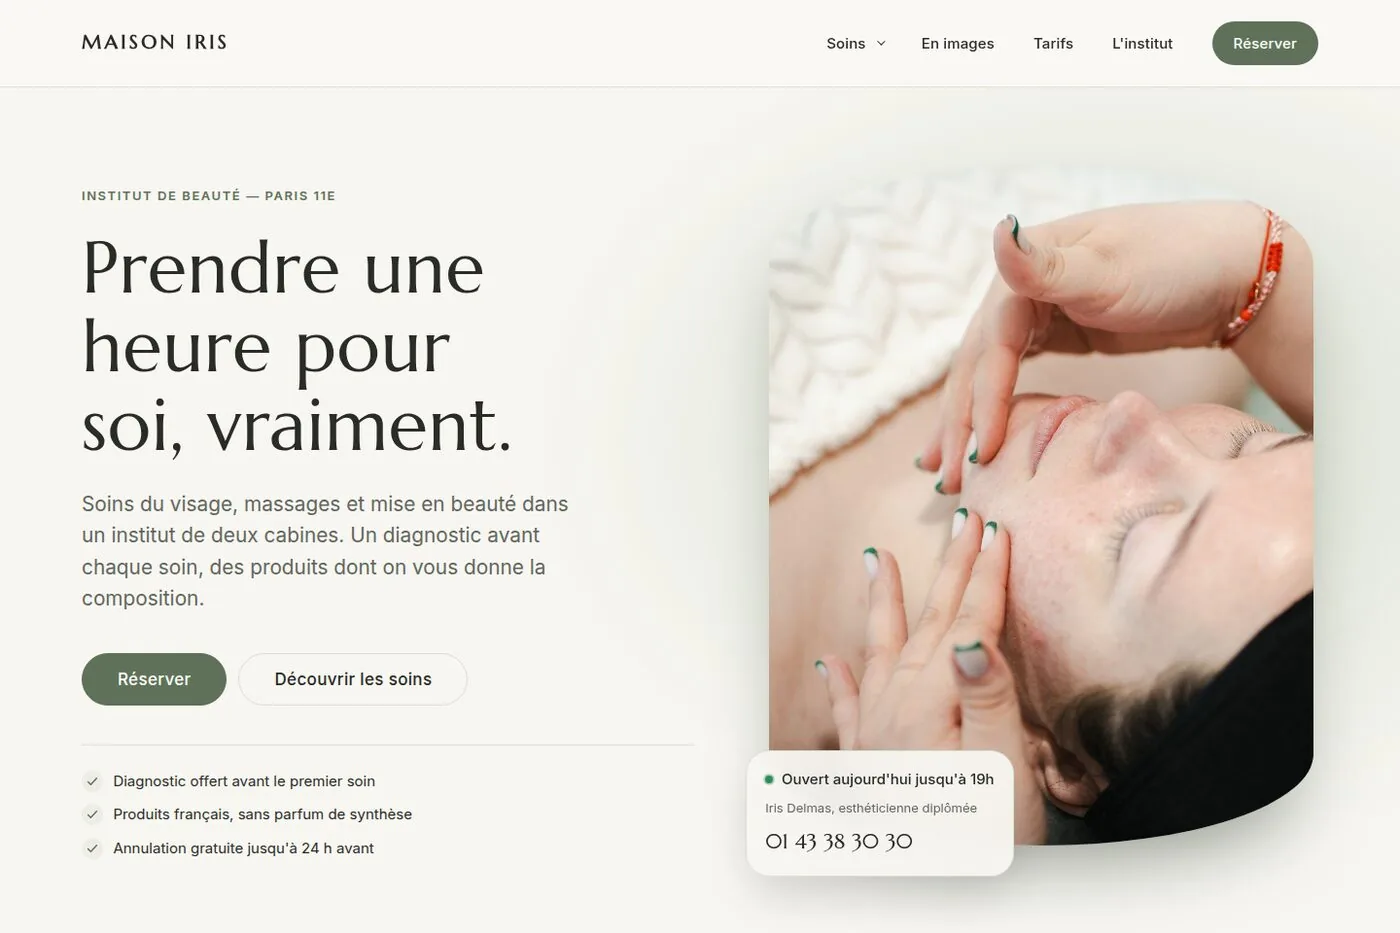 MAISON IRIS
Soins
En images
Tarifs
L'institut
Réserver
INSTITUT DE BEAUTÉ — PARIS 11E
Prendre une
heure pour
soi, vraiment.
Soins du visage, massages et mise en beauté dans
un institut de deux cabines. Un diagnostic avant
chaque soin, des produits dont on vous donne la
composition.
Réserver
Découvrir les soins
Diagnostic offert avant le premier soin
Produits français, sans parfum de synthèse
Annulation gratuite jusqu'à 24 h avant
Ouvert aujourd'hui jusqu'à 19h
Iris Delmas, esthéticienne diplômée
01 43 38 30 30